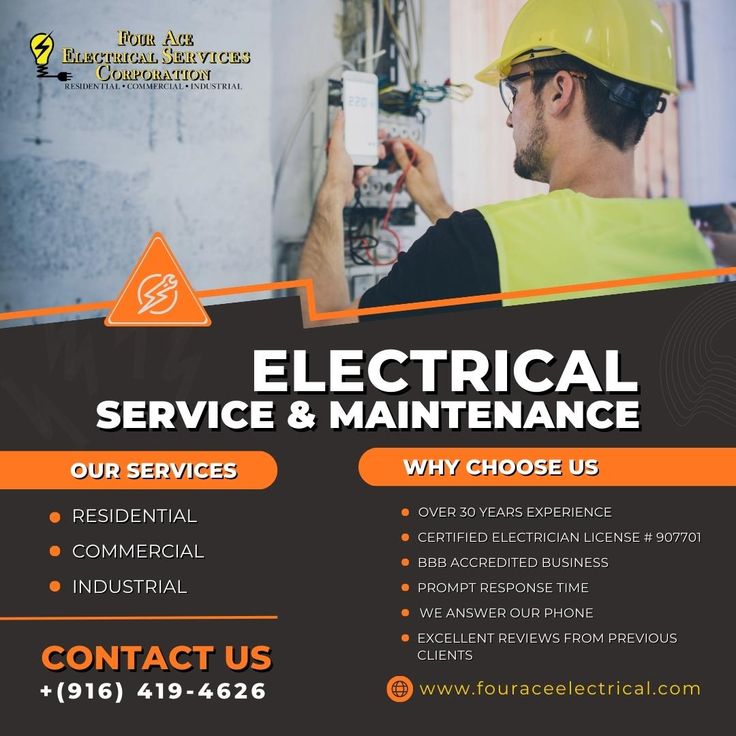 FOUR ACE
ELECTRICAL SERVICES
CORPORATION
RESIDENTIAL • COMMERCIAL • INDUSTRIAL
220
ELECTRICAL
SERVICE & MAINTENANCE
OUR SERVICES
RESIDENTIAL
COMMERCIAL
INDUSTRIAL
CONTACT US
+(916) 419-4626
WHY CHOOSE US
OVER 30 YEARS EXPERIENCE
CERTIFIED ELECTRICIAN LICENSE # 907701
BBB ACCREDITED BUSINESS
PROMPT RESPONSE TIME
WE ANSWER OUR PHONE
EXCELLENT REVIEWS FROM PREVIOUS
CLIENTS
www.fouraceelectrical.com